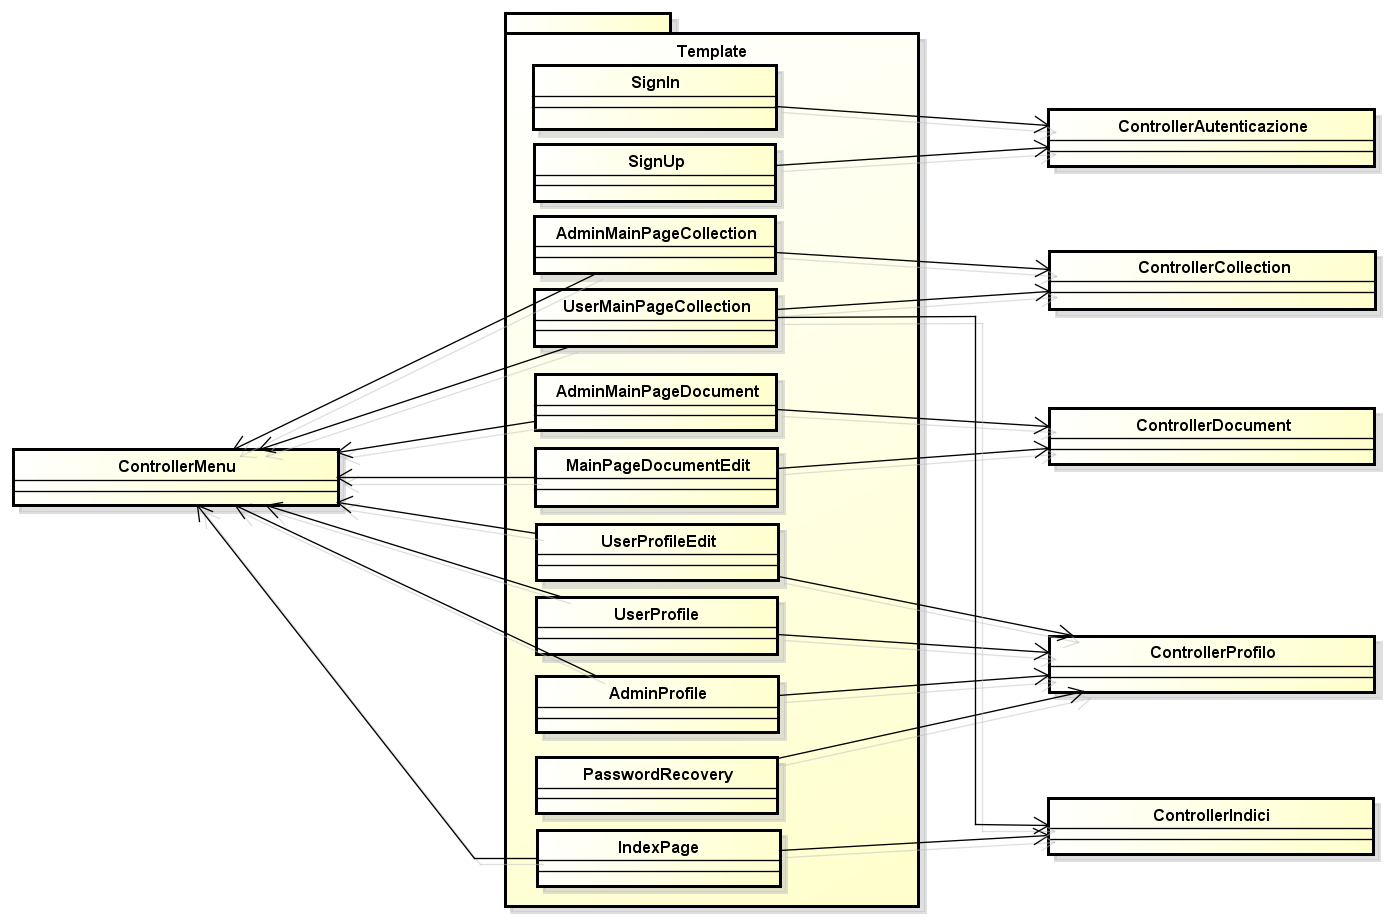 Template
SignIn
SignUp
AdminMainPageCollection
UserMainPageCollection
AdminMainPageDocument
MainPageDocumentEdit
UserProfileEdit
UserProfile
AdminProfile
PasswordRecovery
IndexPage
ControllerMenu
ControllerAutenticazione
ControllerCollection
ControllerDocument
ControllerProfilo
ControllerIndici